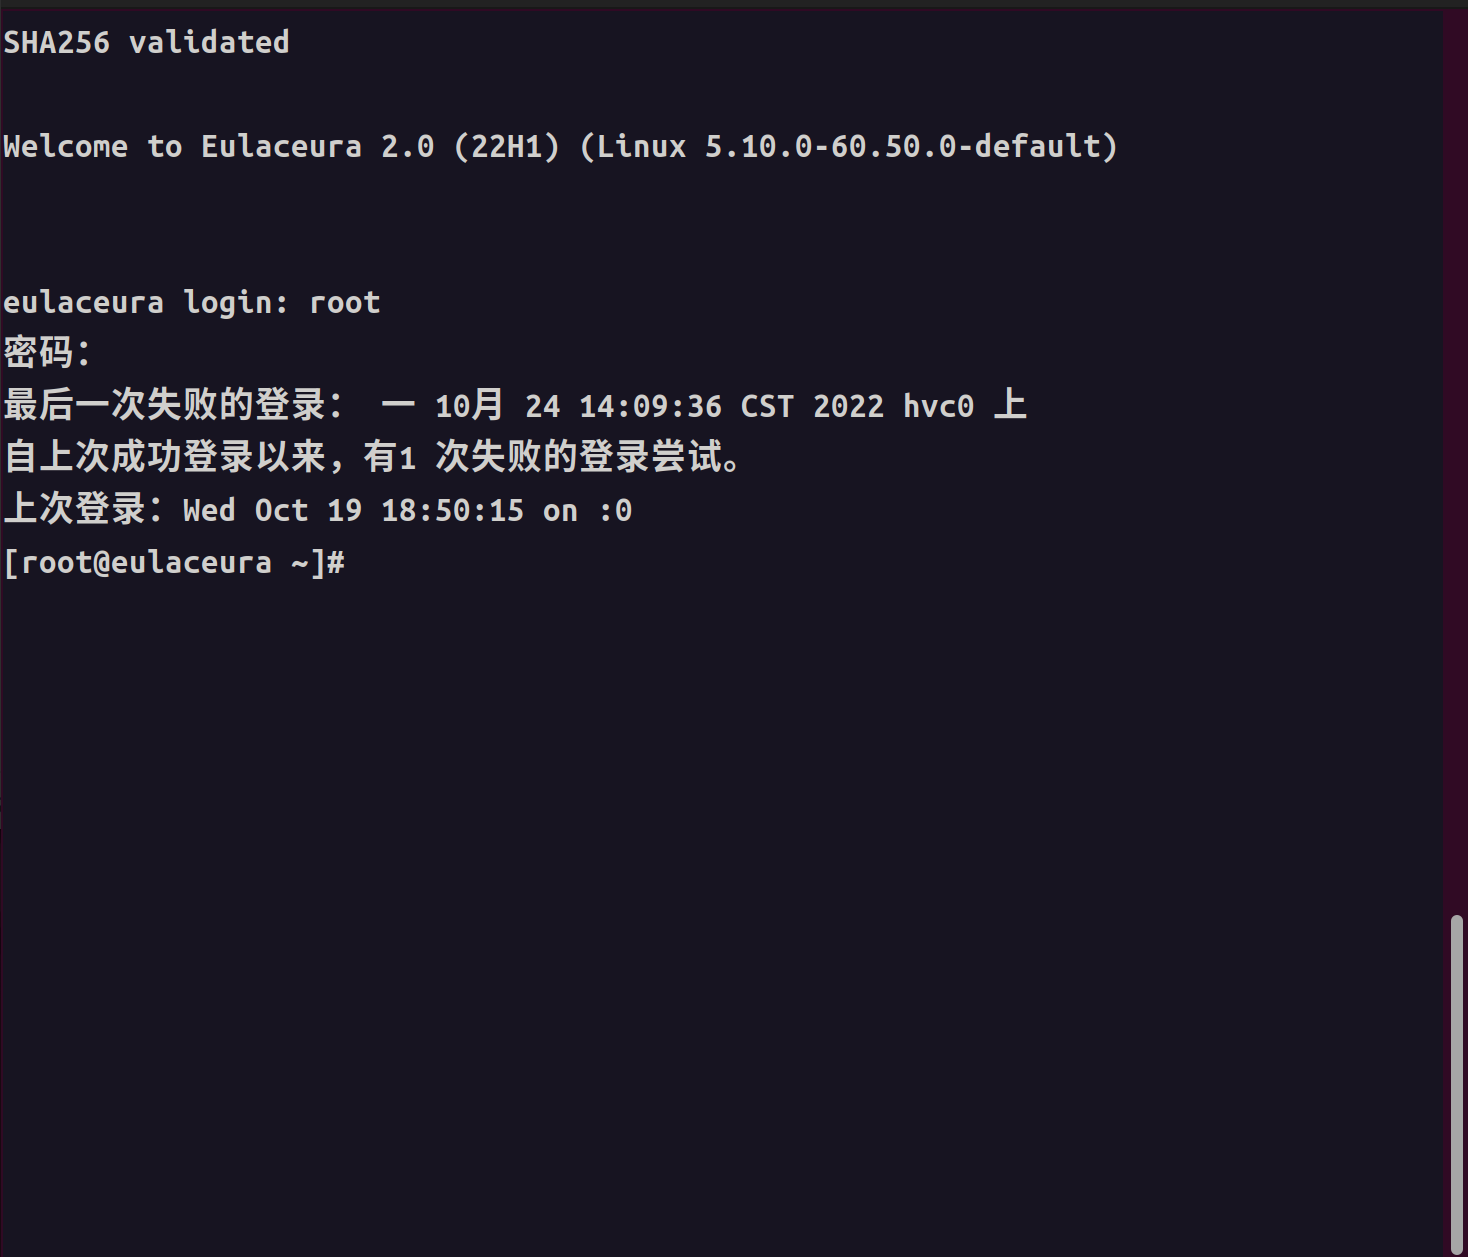 SHA256 validated
Welcome to Eulaceura 2.0 (22H1) (Linux 5.10.0-60.50.0-default)
eulaceura login: root
密码：
最后一次失败的登录： 一 10月 24 14:09:36 CST 2022 hvc0 上
自上次成功登录以来，有1 次失败的登录尝试。
上次登录：Wed Oct 19 18:50:15 on :0
[root@eulaceura ~]#